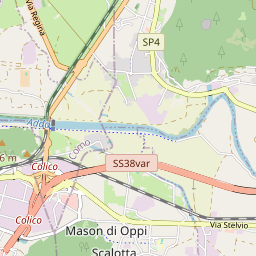 Via Regina
SP4
Adda
Como
6 m
Colico
SS38var
Colico
Via Stelvio
Mason di Oppi
Scalotta